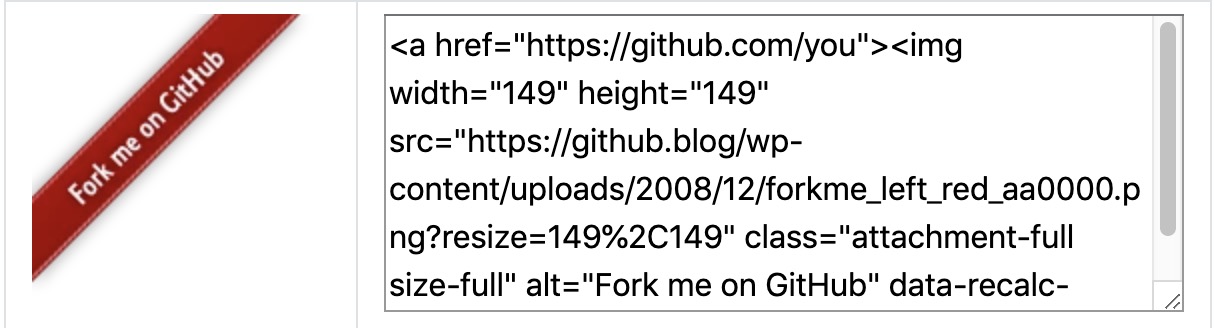 Fork me on GitHub
<a href="https://github.com/you"><img
width="149" height="149"
src="https://github.blog/wp-
content/uploads/2008/12/forkme_left_red_aa0000.p
ng?resize=149%2C149" class="attachment-full
size-full" alt="Fork me on GitHub" data-recalc-